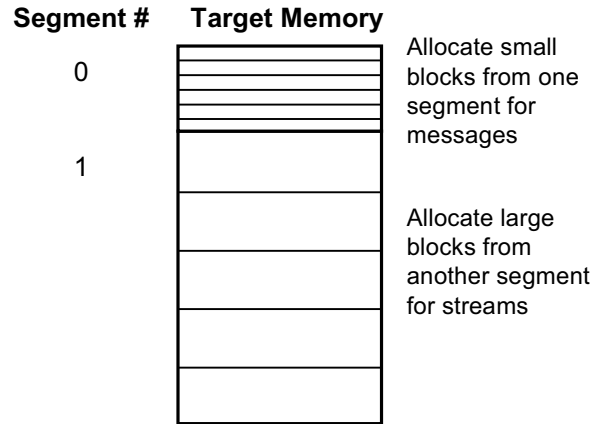 Segment # Target Memory
0
Allocate small
blocks from one
segment for
messages
1
Allocate large
blocks from
another segment
for streams